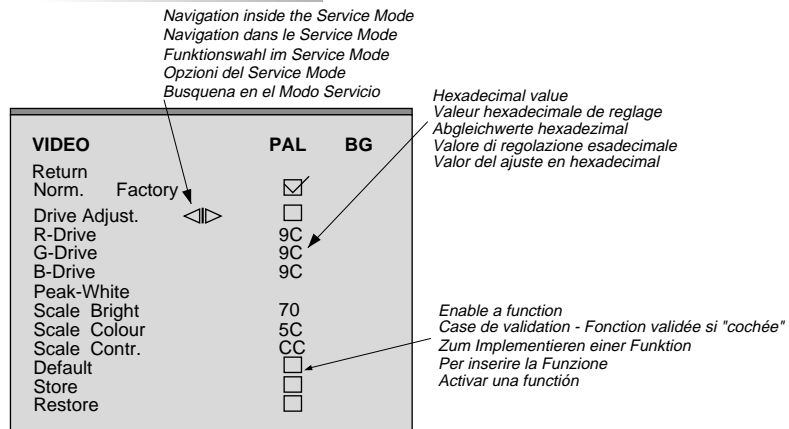 Navigation inside the Service Mode
Navigation dans le Service Mode
Funktionswahl im Service Mode
Opzioni del Service Mode
Busquena en el Modo Servicio
Hexadecimal value
Valeur hexadecimale de reglage
Abgleichwerte hexadezimal
Valore di regolazione esadecimale
Valor del ajuste en hexadecimal
VIDEO PAL BG
Return
Norm. Factory
Drive Adjust.
R-Drive 9C
G-Drive 9C
B-Drive 9C
Peak-White
Scale Bright 70
Scale Colour 5C
Scale Contr. CC
Default
Store
Restore
Enable a function
Case de validation - Fonction validée si "cochée"
Zum Implementieren einer Funktion
Per inserire la Funzione
Activar una functión